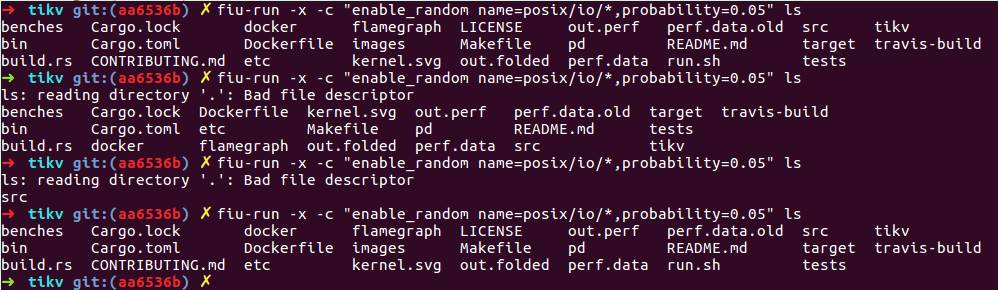 ➜ tikv git:(aa6536b) ✗ fiu-run -x -c "enable_random name=posix/io/*,probability=0.05" ls
benches Cargo.lock docker flamegraph LICENSE out.perf perf.data.old src tikv
bin Cargo.toml Dockerfile images Makefile pd README.md target travis-build
build.rs CONTRIBUTING.md etc kernel.svg out.folded perf.data run.sh tests
➜ tikv git:(aa6536b) ✗ fiu-run -x -c "enable_random name=posix/io/*,probability=0.05" ls
ls: reading directory '.': Bad file descriptor
benches Cargo.lock Dockerfile kernel.svg out.perf perf.data.old target travis-build
bin Cargo.toml etc Makefile pd README.md tests
build.rs docker flamegraph out.folded perf.data src tikv
➜ tikv git:(aa6536b) ✗ fiu-run -x -c "enable_random name=posix/io/*,probability=0.05" ls
ls: reading directory '.': Bad file descriptor
src
➜ tikv git:(aa6536b) ✗ fiu-run -x -c "enable_random name=posix/io/*,probability=0.05" ls
benches Cargo.lock docker flamegraph LICENSE out.perf perf.data.old src tikv
bin Cargo.toml Dockerfile images Makefile pd README.md target travis-build
build.rs CONTRIBUTING.md etc kernel.svg out.folded perf.data run.sh tests
➜ tikv git:(aa6536b) ✗